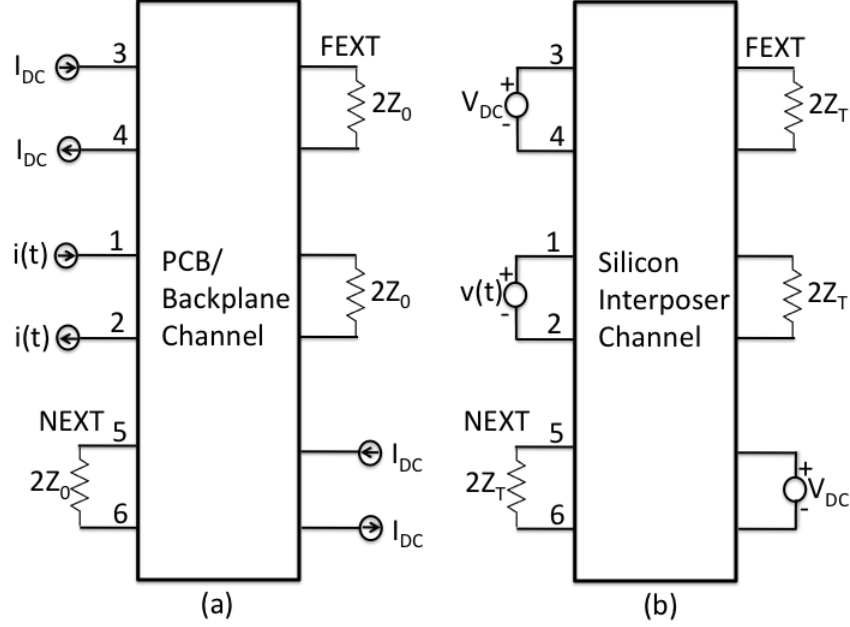 3
FEXT
I_DC
2Z_0
4
I_DC
1
i(t)
PCB/
Backplane
Channel
2Z_0
2
i(t)
NEXT
5
2Z_0
I_DC
6
I_DC
(a)
3
FEXT
+
V_DC
-
2Z_T
4
1
+
v(t)
-
Silicon
Interposer
Channel
2Z_T
2
NEXT
5
2Z_T
+
V_DC
-
6
(b)